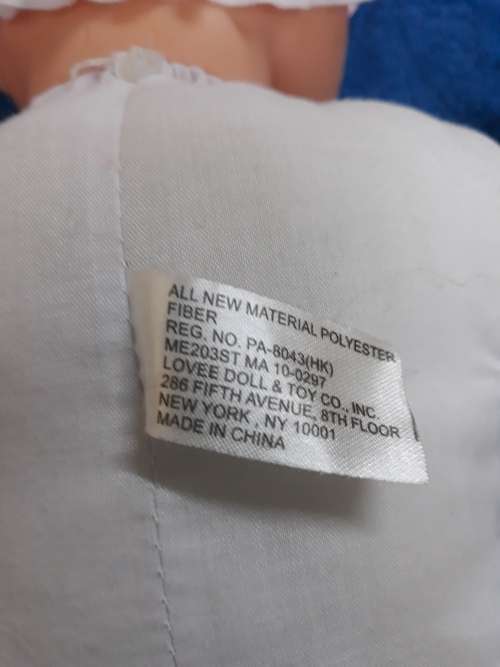 ALL NEW MATERIAL POLYESTER
FIBER
REG. NO. PA-8043(HK)
ME203ST MA 10-0297
LOVEE DOLL & TOY CO., INC.
286 FIFTH AVENUE, 8TH FLOOR
NEW YORK , NY 10001
MADE IN CHINA